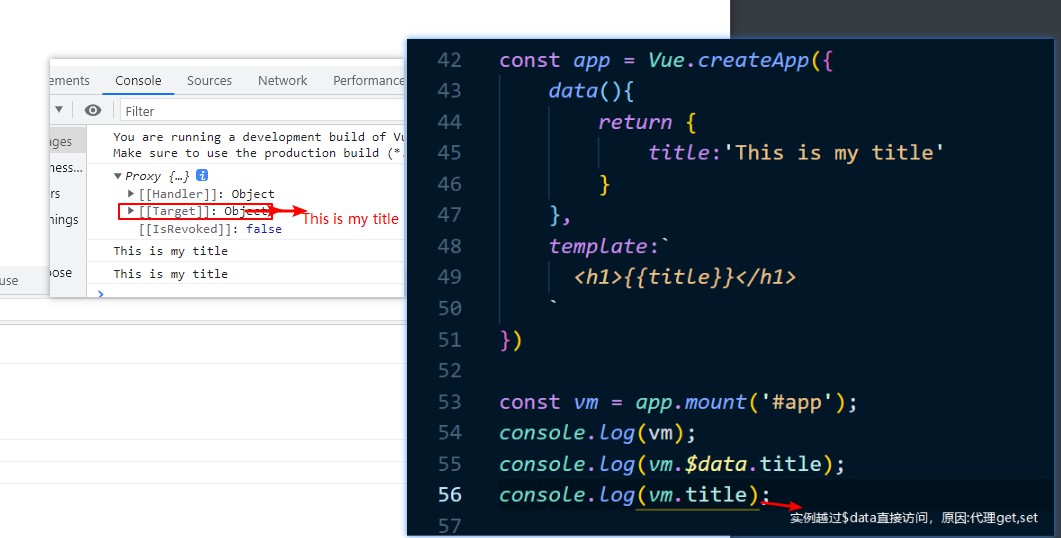 ements Console Sources Network Performance
Filter
ages
ness...
rs
nings
pose
use
You are running a development build of Vu
Make sure to use the production build (*.
Proxy {…} i
[[Handler]]: Object
[[Target]]: Object
This is my title
[[IsRevoked]]: false
This is my title
This is my title
>
42 const app = Vue.createApp({
43 data(){
44 return {
45 title:'This is my title'
46 }
47 },
48 template:`
49 <h1>{{title}}</h1>
50 `
51 })
52
53 const vm = app.mount('#app');
54 console.log(vm);
55 console.log(vm.$data.title);
56 console.log(vm.title);
实例越过$data直接访问，原因:代理get,set
57